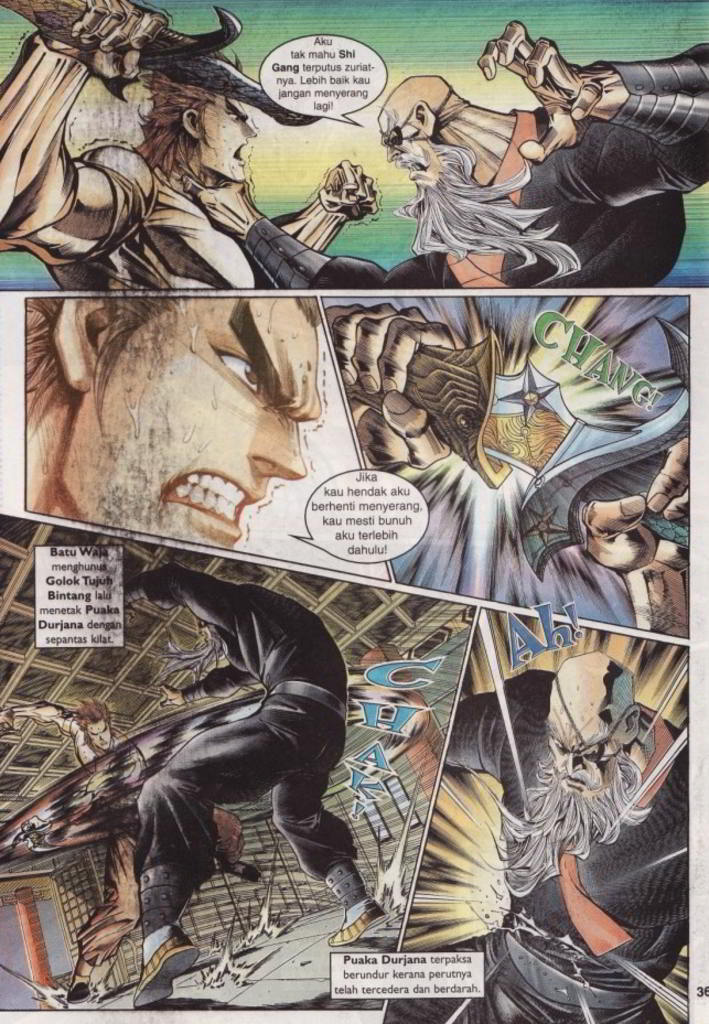 Aku
tak mahu Shi
Gang terputus zuriat-
nya. Lebih baik kau
jangan menyerang
lagi!
CHANG!
Jika
kau hendak aku
berhenti menyerang,
kau mesti bunuh
aku terlebih
dahulu!
Batu Waja
menghunus
Golok Tujuh
Bintang lalu
menetak Puaka
Durjana dengan
sepantas kilat.
Ah!
CHAK!
Puaka Durjana terpaksa
berundur kerana perutnya
telah tercedera dan berdarah.
36